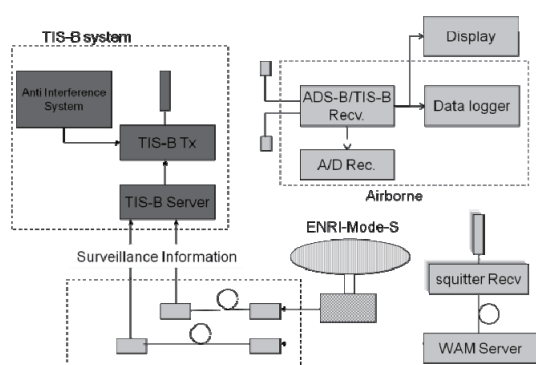 TIS-B system
Anti Interference
System
TIS-B Tx
TIS-B Server
Surveillance Information
Display
ADS-B/TIS-B
Recv.
Data logger
A/D Rec.
Airborne
ENRI-Mode-S
squitter Recv
WAM Server